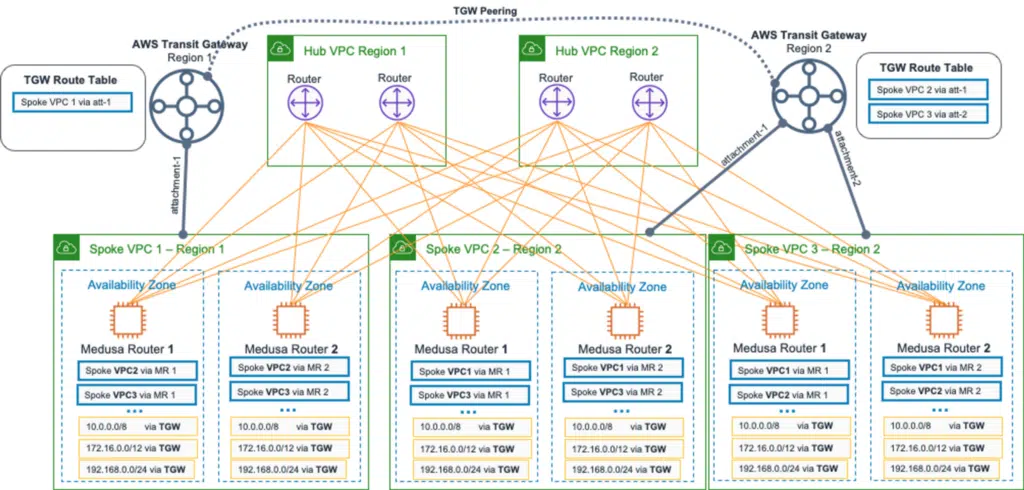 TGW Peering
AWS Transit Gateway
Region 1
Hub VPC Region 1
Hub VPC Region 2
AWS Transit Gateway
Region 2
TGW Route Table
Spoke VPC 1 via att-1
Router
Router
Router
Router
TGW Route Table
Spoke VPC 2 via att-1
Spoke VPC 3 via att-2
attachment-1
attachment-1
attachment-2
Spoke VPC 1 – Region 1
Availability Zone
Medusa Router 1
Spoke VPC2 via MR 1
Spoke VPC3 via MR 1
...
10.0.0.0/8 via TGW
172.16.0.0/12 via TGW
192.168.0.0/24 via TGW
Availability Zone
Medusa Router 2
Spoke VPC2 via MR 2
Spoke VPC3 via MR 2
...
10.0.0.0/8 via TGW
172.16.0.0/12 via TGW
192.168.0.0/24 via TGW
Spoke VPC 2 – Region 2
Availability Zone
Medusa Router 1
Spoke VPC1 via MR 1
Spoke VPC3 via MR 1
...
10.0.0.0/8 via TGW
172.16.0.0/12 via TGW
192.168.0.0/24 via TGW
Availability Zone
Medusa Router 2
Spoke VPC1 via MR 2
Spoke VPC3 via MR 2
...
10.0.0.0/8 via TGW
172.16.0.0/12 via TGW
192.168.0.0/24 via TGW
Spoke VPC 3 – Region 2
Availability Zone
Medusa Router 1
Spoke VPC1 via MR 1
Spoke VPC2 via MR 1
...
10.0.0.0/8 via TGW
172.16.0.0/12 via TGW
192.168.0.0/24 via TGW
Availability Zone
Medusa Router 2
Spoke VPC1 via MR 2
Spoke VPC2 via MR 2
...
10.0.0.0/8 via TGW
172.16.0.0/12 via TGW
192.168.0.0/24 via TGW